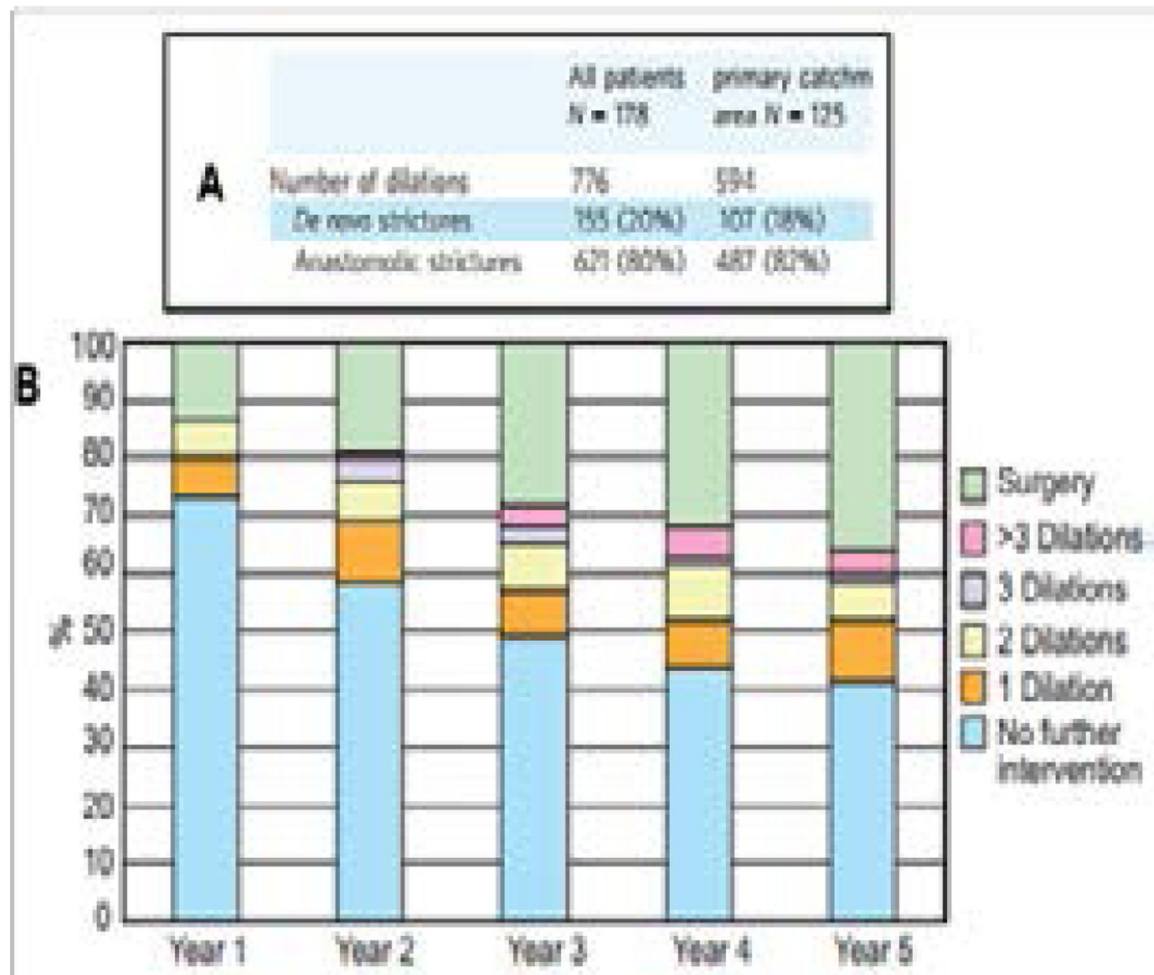 All patients primary catchm
N = 178 area N = 125
A
Number of dilations 776 594
De novo strictures 155 (20%) 107 (18%)
Anastomotic strictures 621 (80%) 487 (82%)
B
100
90
80
70
60
50
40
30
20
10
0
%
Year 1 Year 2 Year 3 Year 4 Year 5
Surgery
>3 Dilations
3 Dilations
2 Dilations
1 Dilation
No further
intervention